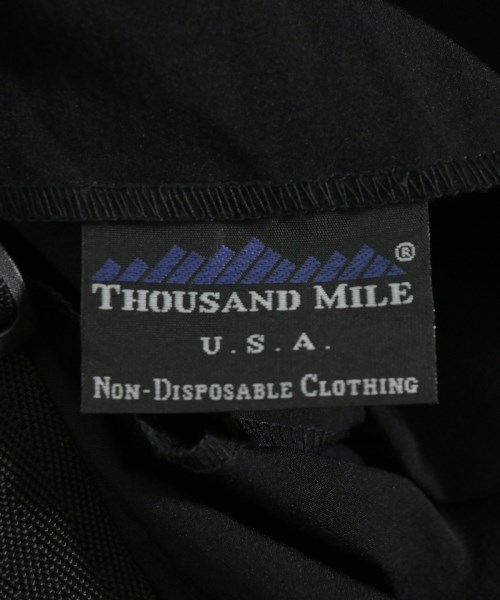 ®
THOUSAND MILE
U.S.A.
NON-DISPOSABLE CLOTHING